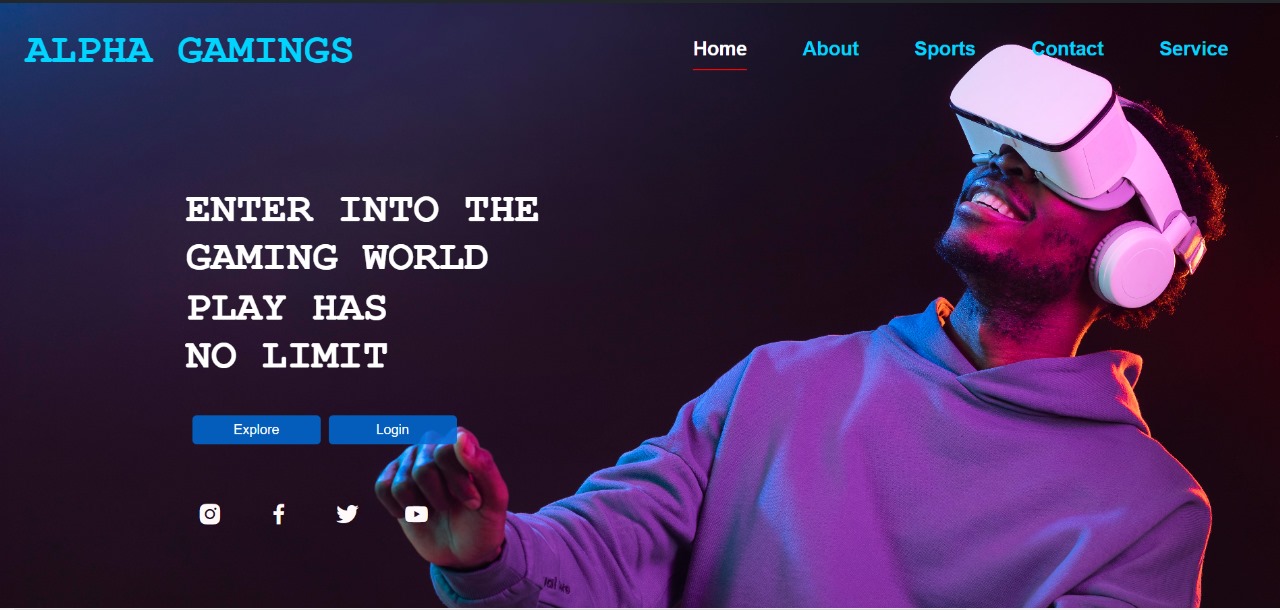 ALPHA GAMINGS
Home About Sports Contact Service
ENTER INTO THE
GAMING WORLD
PLAY HAS
NO LIMIT
Explore Login